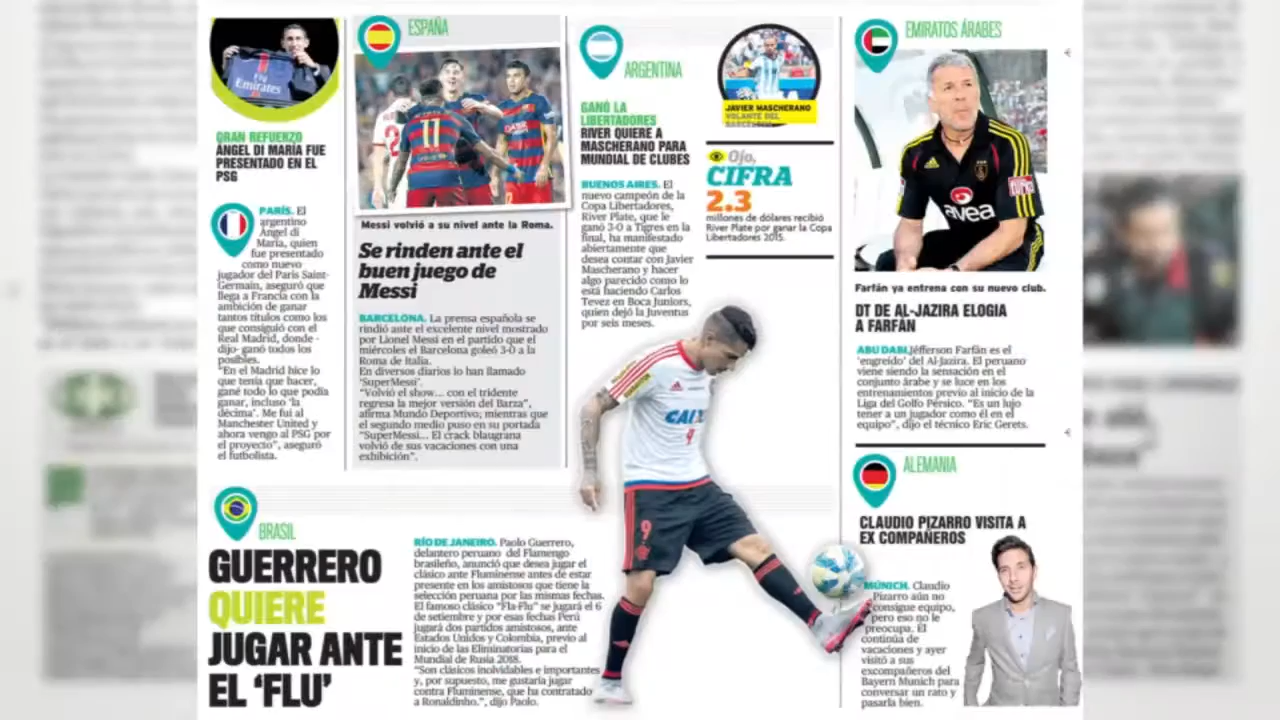 Fly
Emirates
GRAN REFUERZO
ÁNGEL DI MARÍA FUE
PRESENTADO EN EL
PSG
PARÍS. El
argentino
Ángel di
María, quien
fue presentado
como nuevo
jugador del París Saint-
Germain, aseguró que
llega a Francia con la
ambición de ganar
tantos títulos como los
que consiguió con el
Real Madrid, donde -
dijo- ganó todos los
posibles.
"En el Madrid hice lo
que tenía que hacer,
gané todo lo que podía
ganar, incluso 'la
décima'. Me fui al
Manchester United y
ahora vengo al PSG por
el proyecto", aseguró
el futbolista.
ESPAÑA
11
Messi volvió a su nivel ante la Roma.
Se rinden ante el
buen juego de
Messi
BARCELONA. La prensa española se
rindió ante el excelente nivel mostrado
por Lionel Messi en el partido que el
miércoles el Barcelona goleó 3-0 a la
Roma de Italia.
En diversos diarios lo han llamado
'SuperMessi'.
"Volvió el show... con el tridente
regresa la mejor versión del Barza",
afirma Mundo Deportivo; mientras que
el segundo medio puso en su portada
"SuperMessi... El crack blaugrana
volvió de sus vacaciones con una
exhibición".
ARGENTINA
GANÓ LA
LIBERTADORES
RIVER QUIERE A
MASCHERANO PARA
MUNDIAL DE CLUBES
BUENOS AIRES. El
nuevo campeón de la
Copa Libertadores,
River Plate, que le
ganó 3-0 a Tigres en la
final, ha manifestado
abiertamente que
desea contar con Javier
Mascherano y hacer
algo parecido como lo
está haciendo Carlos
Tevez en Boca Juniors,
quien dejó la Juventus
por seis meses.
JAVIER MASCHERANO
VOLANTE DEL
BARCELONA
Ojo,
CIFRA
2.3
millones de dólares recibió
River Plate por ganar la Copa
Libertadores 2015.
EMIRATOS ÁRABES
avea
Farfán ya entrena con su nuevo club.
DT DE AL-JAZIRA ELOGIA
A FARFÁN
ABU DABI.Jéfferson Farfán es el
'engreído' del Al-Jazira. El peruano
viene siendo la sensación en el
conjunto árabe y se luce en los
entrenamientos previo al inicio de la
Liga del Golfo Pérsico. "Es un lujo
tener a un jugador como él en el
equipo", dijo el técnico Eric Gerets.
ALEMANIA
CLAUDIO PIZARRO VISITA A
EX COMPAÑEROS
MÚNICH. Claudio
Pizarro aún no
consigue equipo,
pero eso no le
preocupa. Él
continúa de
vacaciones y ayer
visitó a sus
excompañeros del
Bayern Munich para
conversar un rato y
pasarla bien.
BRASIL
GUERRERO
QUIERE
JUGAR ANTE
EL 'FLU'
RÍO DE JANEIRO. Paolo Guerrero,
delantero peruano del Flamengo
brasileño, anunció que desea jugar el
clásico ante Fluminense antes de estar
presente en los amistosos que tiene la
selección peruana por las mismas fechas.
El famoso clásico "Fla-Flu" se jugará el 6
de setiembre y por esas fechas Perú
jugará dos partidos amistosos, ante
Estados Unidos y Colombia, previo al
inicio de las Eliminatorias para el
Mundial de Rusia 2018.
"Son clásicos inolvidables e importantes
y, por supuesto, me gustaría jugar
contra Fluminense, que ha contratado
a Ronaldinho.", dijo Paolo.
CAIXA
9
9